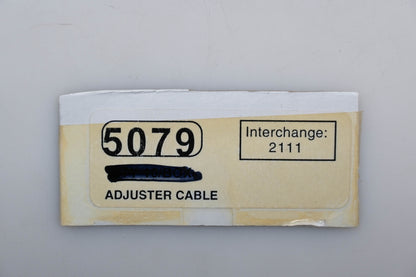 5079
Interchange:
2111
ADJUSTER CABLE